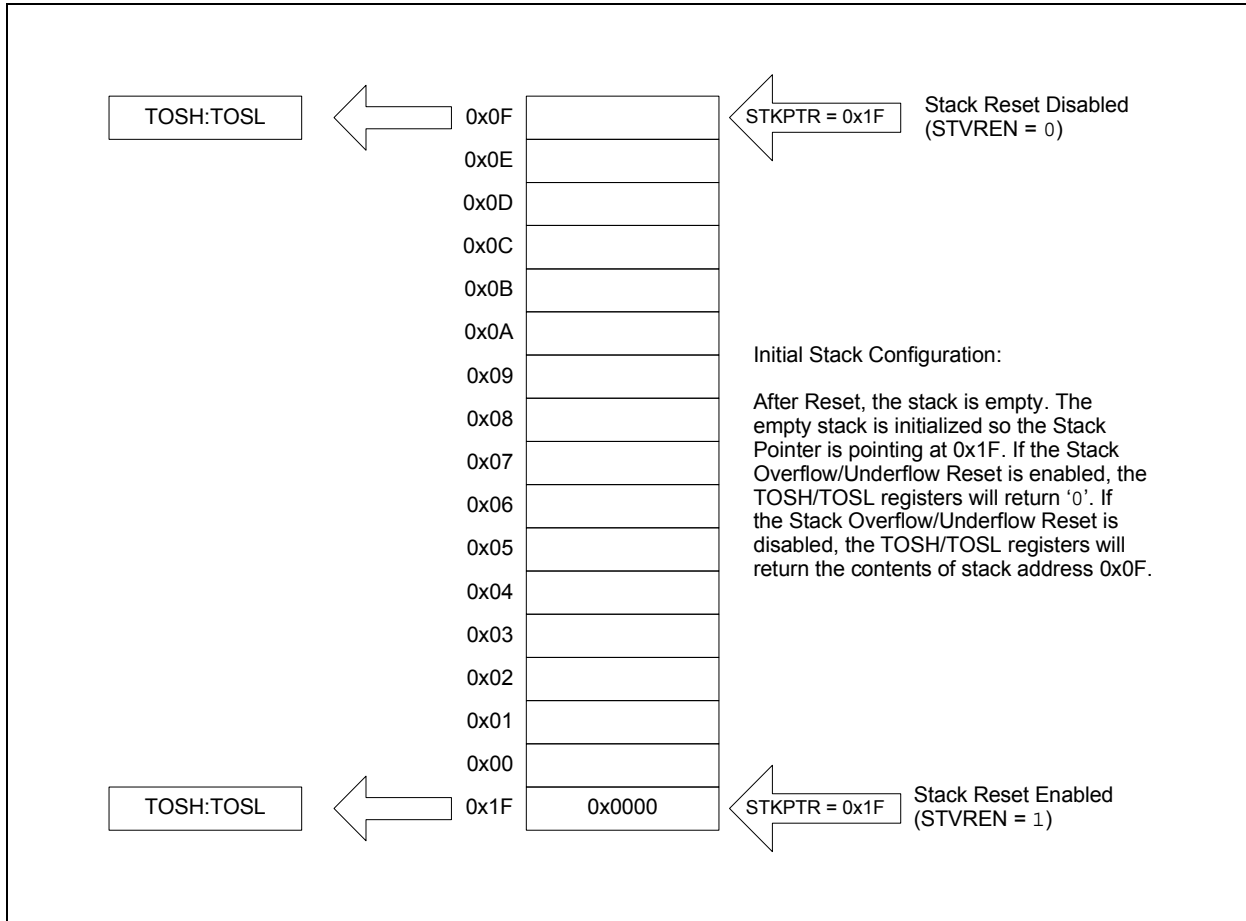 TOSH:TOSL
0x0F
STKPTR = 0x1F
Stack Reset Disabled
(STVREN = 0)
0x0E
0x0D
0x0C
0x0B
0x0A
0x09
0x08
0x07
0x06
0x05
0x04
0x03
0x02
0x01
0x00
Initial Stack Configuration:
After Reset, the stack is empty. The
empty stack is initialized so the Stack
Pointer is pointing at 0x1F. If the Stack
Overflow/Underflow Reset is enabled, the
TOSH/TOSL registers will return ‘0’. If
the Stack Overflow/Underflow Reset is
disabled, the TOSH/TOSL registers will
return the contents of stack address 0x0F.
TOSH:TOSL
0x1F
0x0000
STKPTR = 0x1F
Stack Reset Enabled
(STVREN = 1)